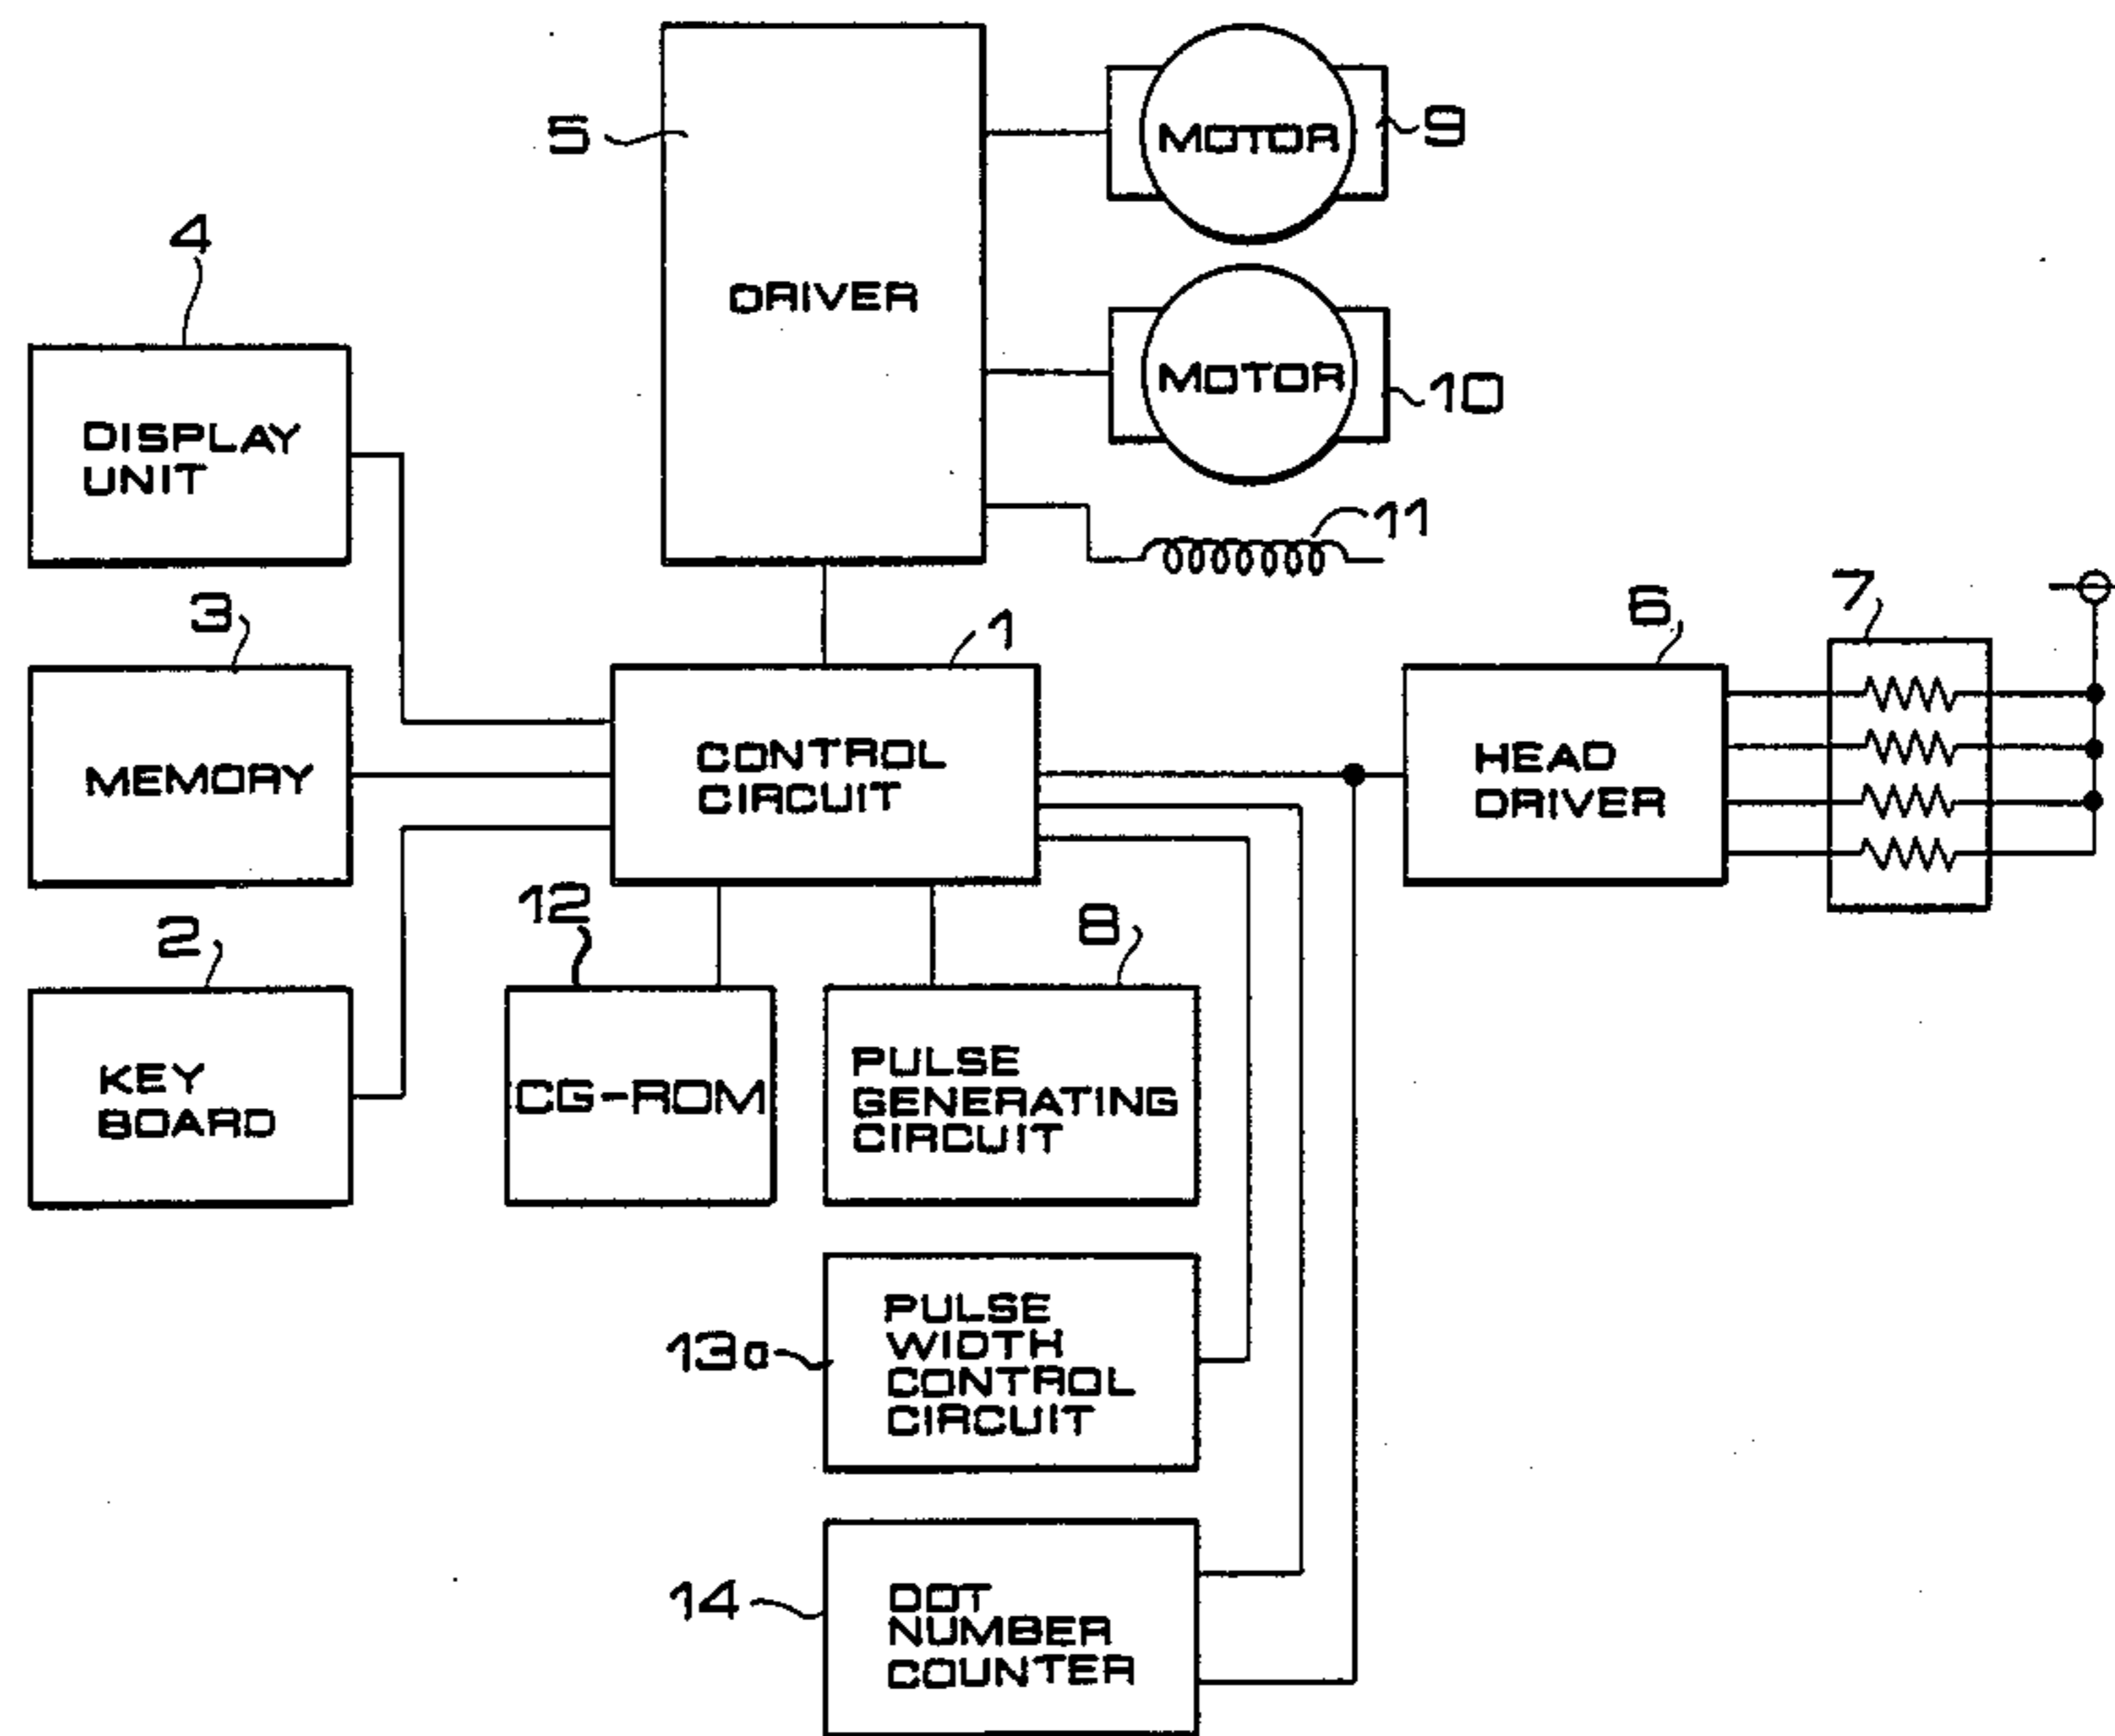 5
DRIVER
MOTOR
9
MOTOR
10
11
4
DISPLAY
UNIT
3
MEMORY
2
KEY
BOARD
1
CONTROL
CIRCUIT
6
HEAD
DRIVER
7
12
CG-ROM
8
PULSE
GENERATING
CIRCUIT
13a
PULSE
WIDTH
CONTROL
CIRCUIT
14
DOT
NUMBER
COUNTER